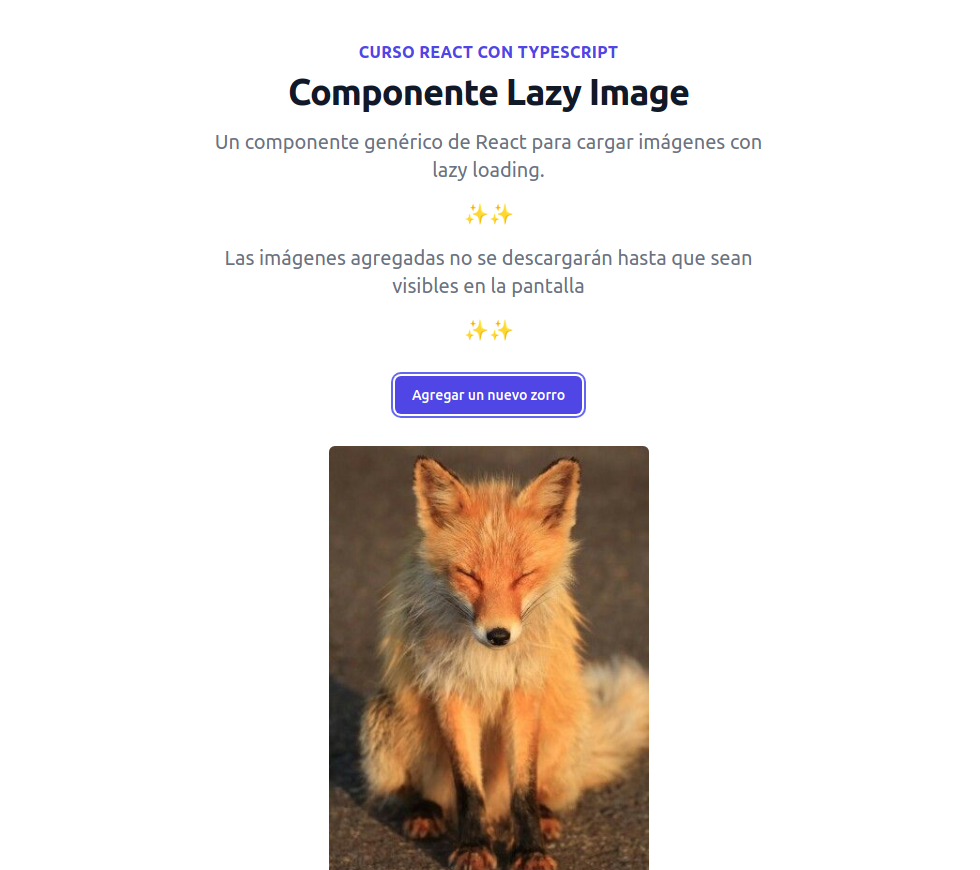 CURSO REACT CON TYPESCRIPT
Componente Lazy Image
Un componente genérico de React para cargar imágenes con
lazy loading.
✨✨
Las imágenes agregadas no se descargarán hasta que sean
visibles en la pantalla
✨✨
Agregar un nuevo zorro